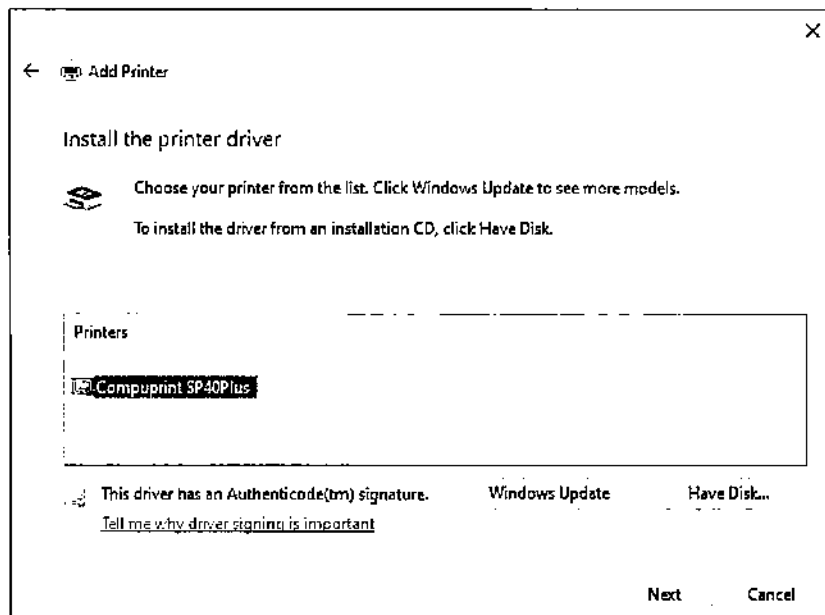 Add Printer
Install the printer driver
Choose your printer from the list. Click Windows Update to see more models.
To install the driver from an installation CD, click Have Disk.
Printers
Compuprint SP40Plus
This driver has an Authenticode(tm) signature.
Windows Update
Have Disk...
Tell me why driver signing is important
Next
Cancel